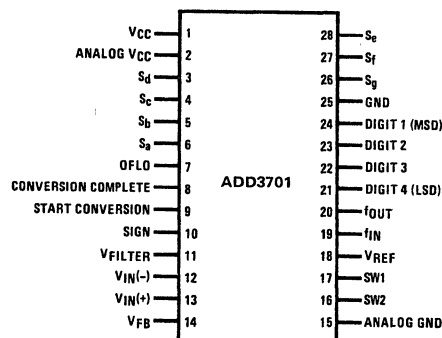 VCC 1 28 Se
ANALOG VCC 2 27 Sf
Sd 3 26 Sg
Sc 4 25 GND
Sb 5 24 DIGIT 1 (MSD)
Sa 6 23 DIGIT 2
OFLO 7 22 DIGIT 3
CONVERSION COMPLETE 8 ADD3701 21 DIGIT 4 (LSD)
START CONVERSION 9 20 fOUT
SIGN 10 19 fIN
VFILTER 11 18 VREF
VIN(-) 12 17 SW1
VIN(+) 13 16 SW2
VFB 14 15 ANALOG GND